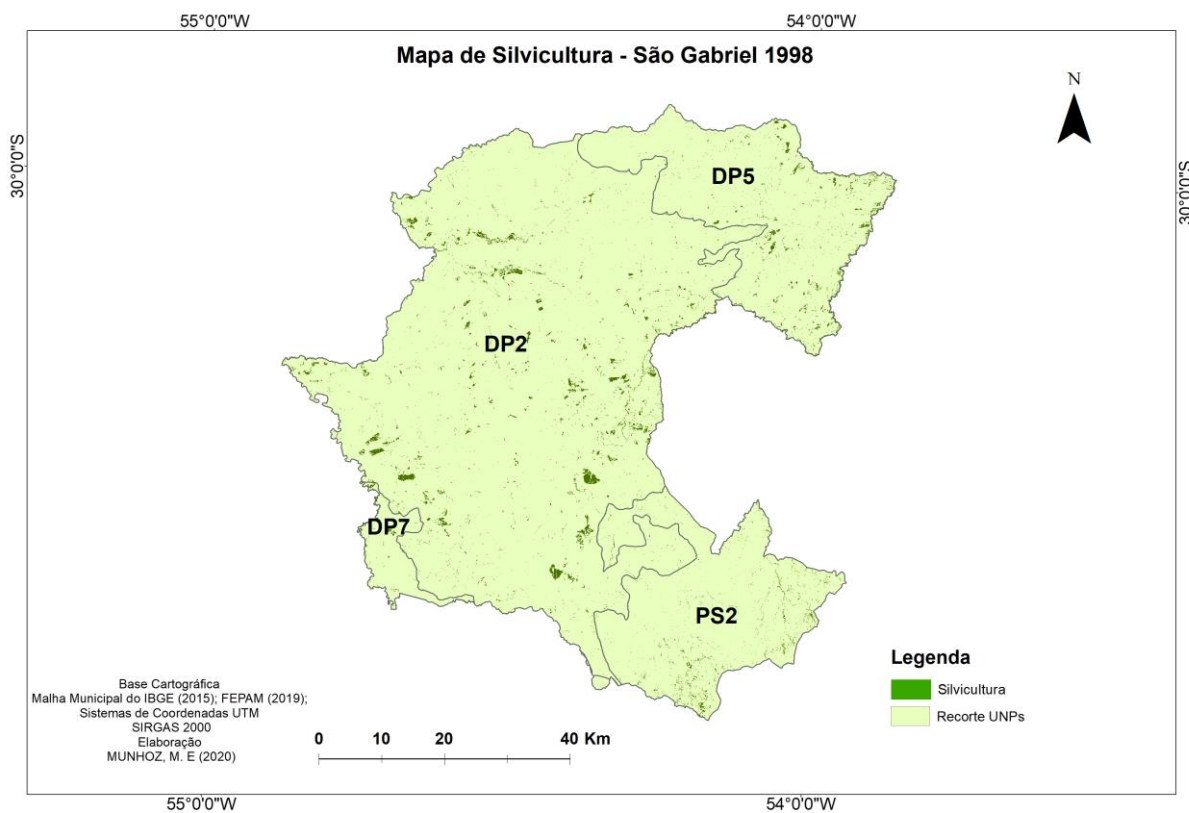 55°0'0"W
54°0'0"W
Mapa de Silvicultura - São Gabriel 1998
N
30°0'0"S
30°0'0"S
DP5
DP2
DP7
PS2
Legenda
Silvicultura
Recorte UNPs
Base Cartográfica
Malha Municipal do IBGE (2015); FEPAM (2019);
Sistemas de Coordenadas UTM
SIRGAS 2000
Elaboração
MUNHOZ, M. E (2020)
0 10 20 40 Km
55°0'0"W
54°0'0"W